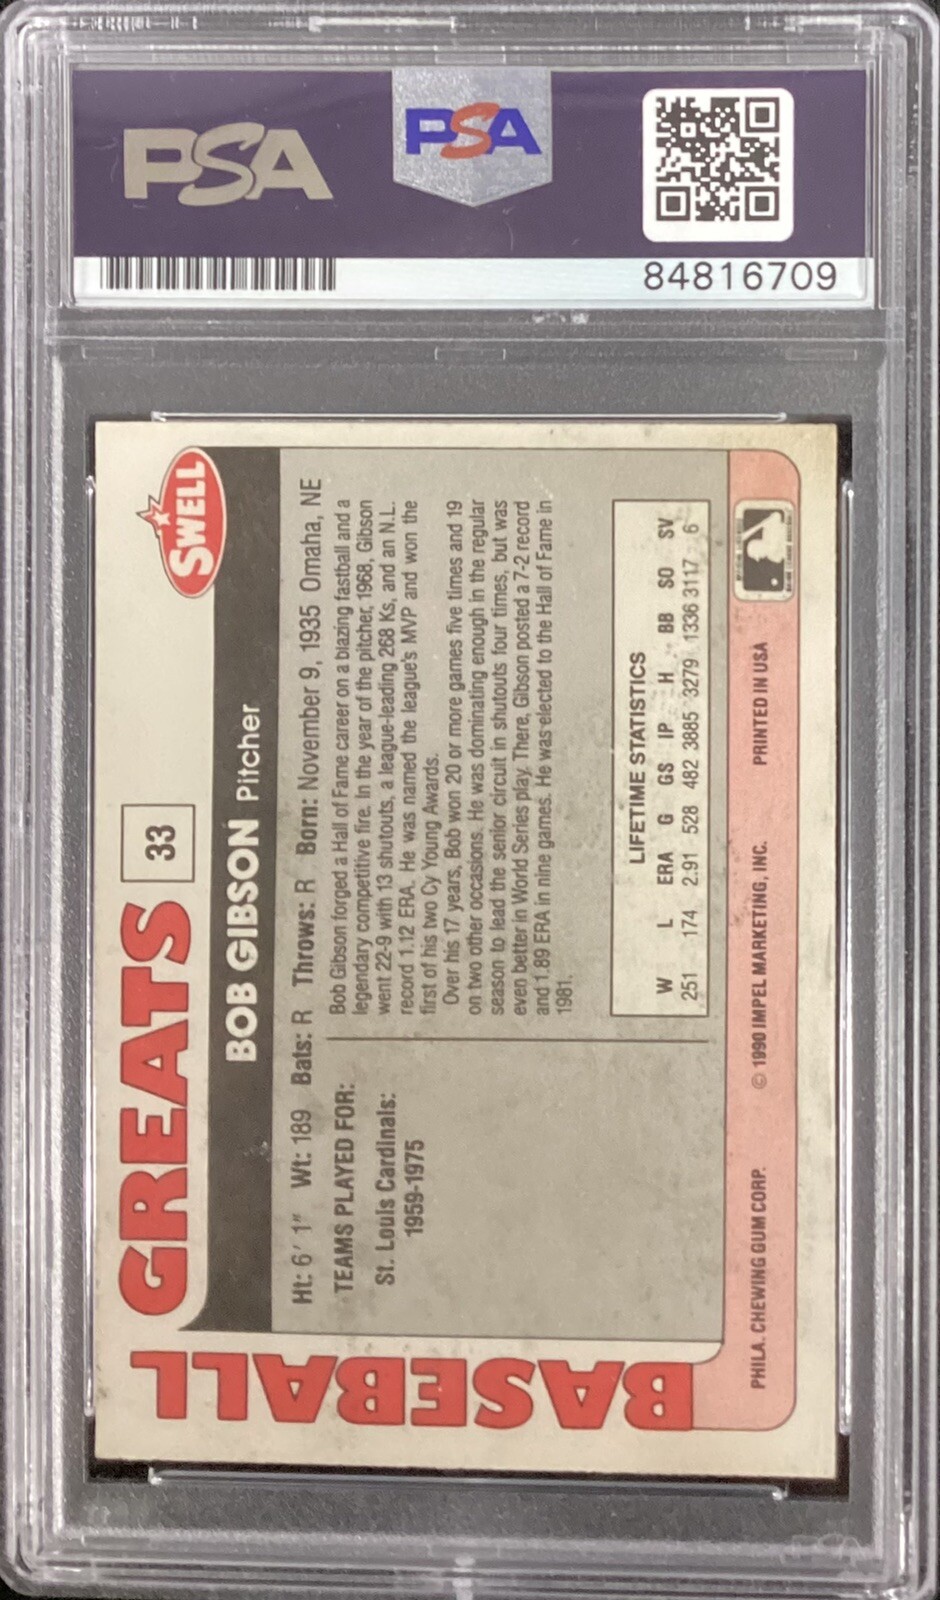 PSA
PSA
84816709
BASEBALL
GREATS
33
SWELL
BOB GIBSON Pitcher
Ht: 6' 1" Wt: 189 Bats: R Throws: R Born: November 9, 1935 Omaha, NE
TEAMS PLAYED FOR:
St. Louis Cardinals:
1959-1975
Bob Gibson forged a Hall of Fame career on a blazing fastball and a
legendary competitive fire. In the year of the pitcher, 1968, Gibson
went 22-9 with 13 shutouts, a league-leading 268 Ks, and an N.L.
record 1.12 ERA. He was named the league's MVP and won the
first of his two Cy Young Awards.
Over his 17 years, Bob won 20 or more games five times and 19
on two other occasions. He was dominating enough in the regular
season to lead the senior circuit in shutouts four times, but was
even better in World Series play. There, Gibson posted a 7-2 record
and 1.89 ERA in nine games. He was elected to the Hall of Fame in
1981.
LIFETIME STATISTICS
W L ERA G GS IP H BB SO SV
251 174 2.91 528 482 3885 3279 1336 3117 6
PHILA. CHEWING GUM CORP. © 1990 IMPEL MARKETING, INC. PRINTED IN USA